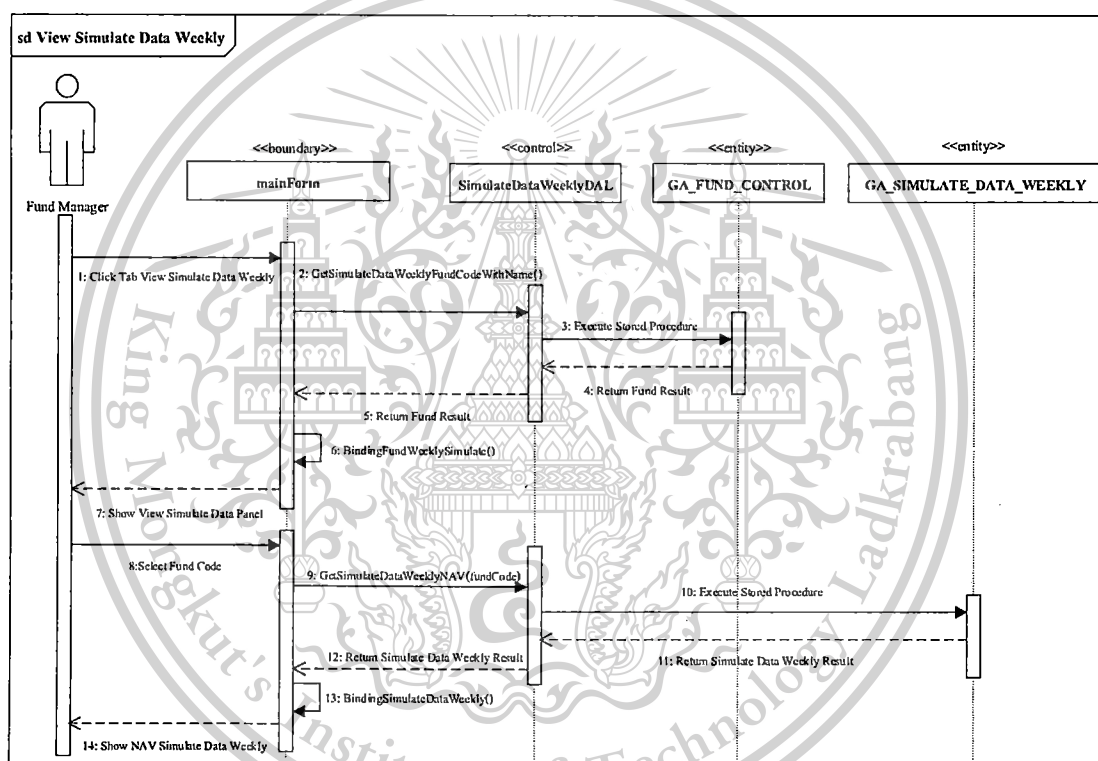 sd View Simulate Data Weekly
<<boundary>>
<<control>>
<<entity>>
<<entity>>
mainForm
SimulateDataWeeklyDAL
GA_FUND_CONTROL
GA_SIMULATE_DATA_WEEKLY
Fund Manager
1: Click Tab View Simulate Data Weekly
2: GetSimulateDataWeeklyFundCodeWithName()
3: Execute Stored Procedure
4: Return Fund Result
5: Return Fund Result
6: BindingFundWeeklySimulate()
7: Show View Simulate Data Panel
8:Select Fund Code
9: GetSimulateDataWeeklyNAV(fundCode)
10: Execute Stored Procedure
11: Return Simulate Data Weekly Result
12: Return Simulate Data Weekly Result
13: BindingSimulateDataWeekly()
14: Show NAV Simulate Data Weekly
King Mongkut's Institute of Technology Ladkrabang